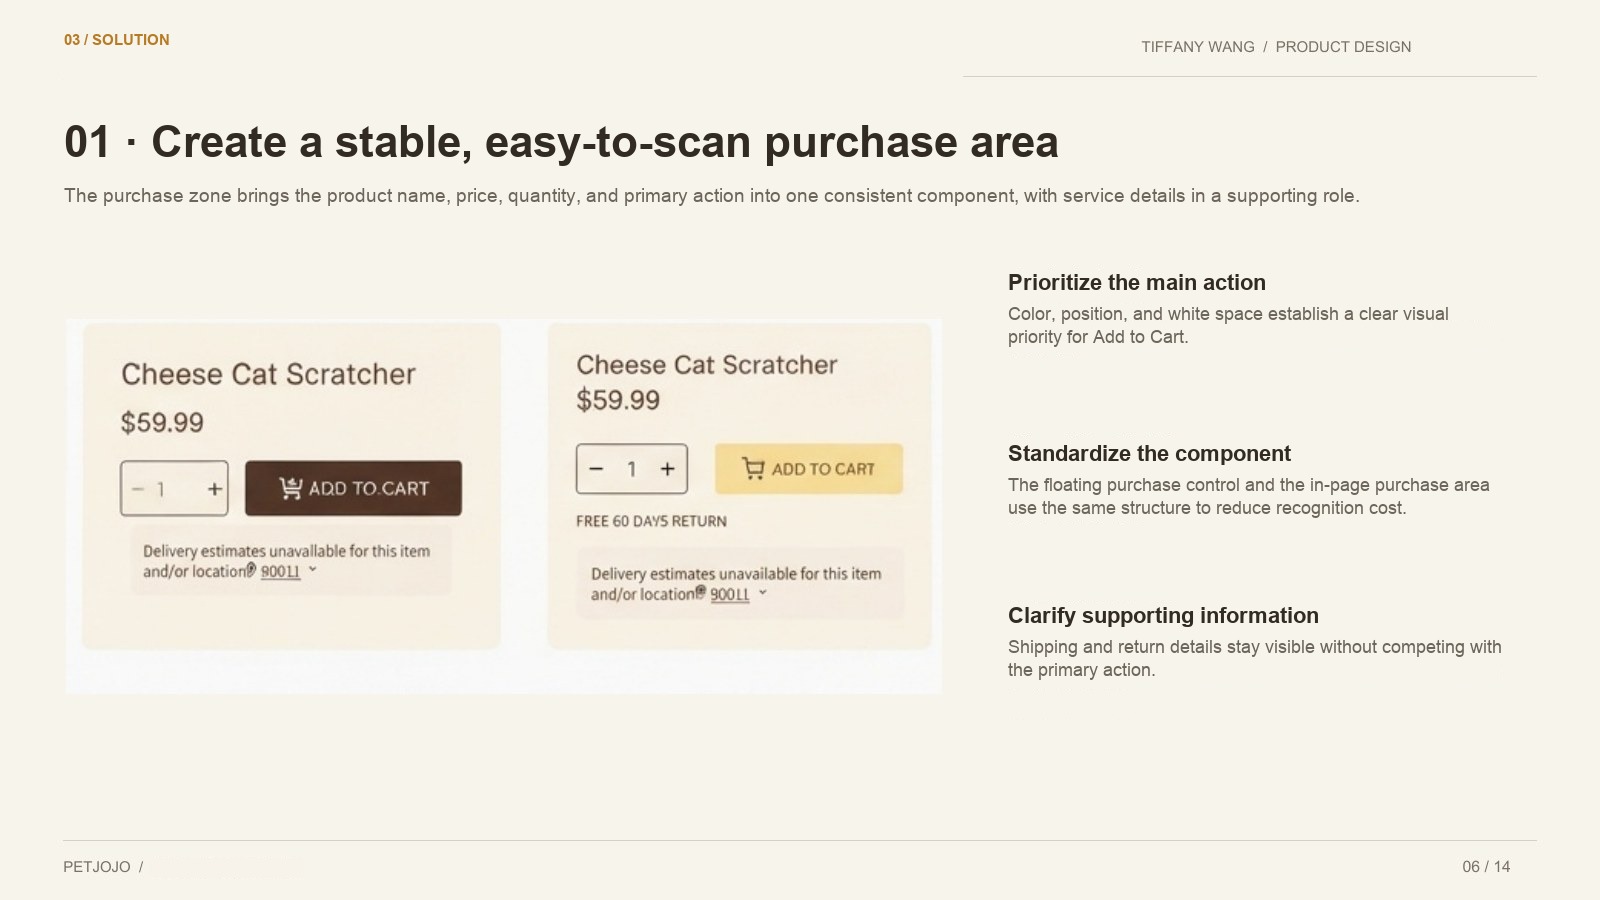 03 / SOLUTION
TIFFANY WANG / PRODUCT DESIGN
01 · Create a stable, easy-to-scan purchase area
The purchase zone brings the product name, price, quantity, and primary action into one consistent component, with service details in a supporting role.
Cheese Cat Scratcher
$59.99
− 1 +
ADD TO.CART
Delivery estimates unavallable for this item
and/or location
Cheese Cat Scratcher
$59.99
− 1 +
ADD TO CART
FREE 60 DAYS RETURN
Delivery estimates unavailable for this item
and/or location
Prioritize the main action
Color, position, and white space establish a clear visual
priority for Add to Cart.
Standardize the component
The floating purchase control and the in-page purchase area
use the same structure to reduce recognition cost.
Clarify supporting information
Shipping and return details stay visible without competing with
the primary action.
PETJOJO /
06 / 14